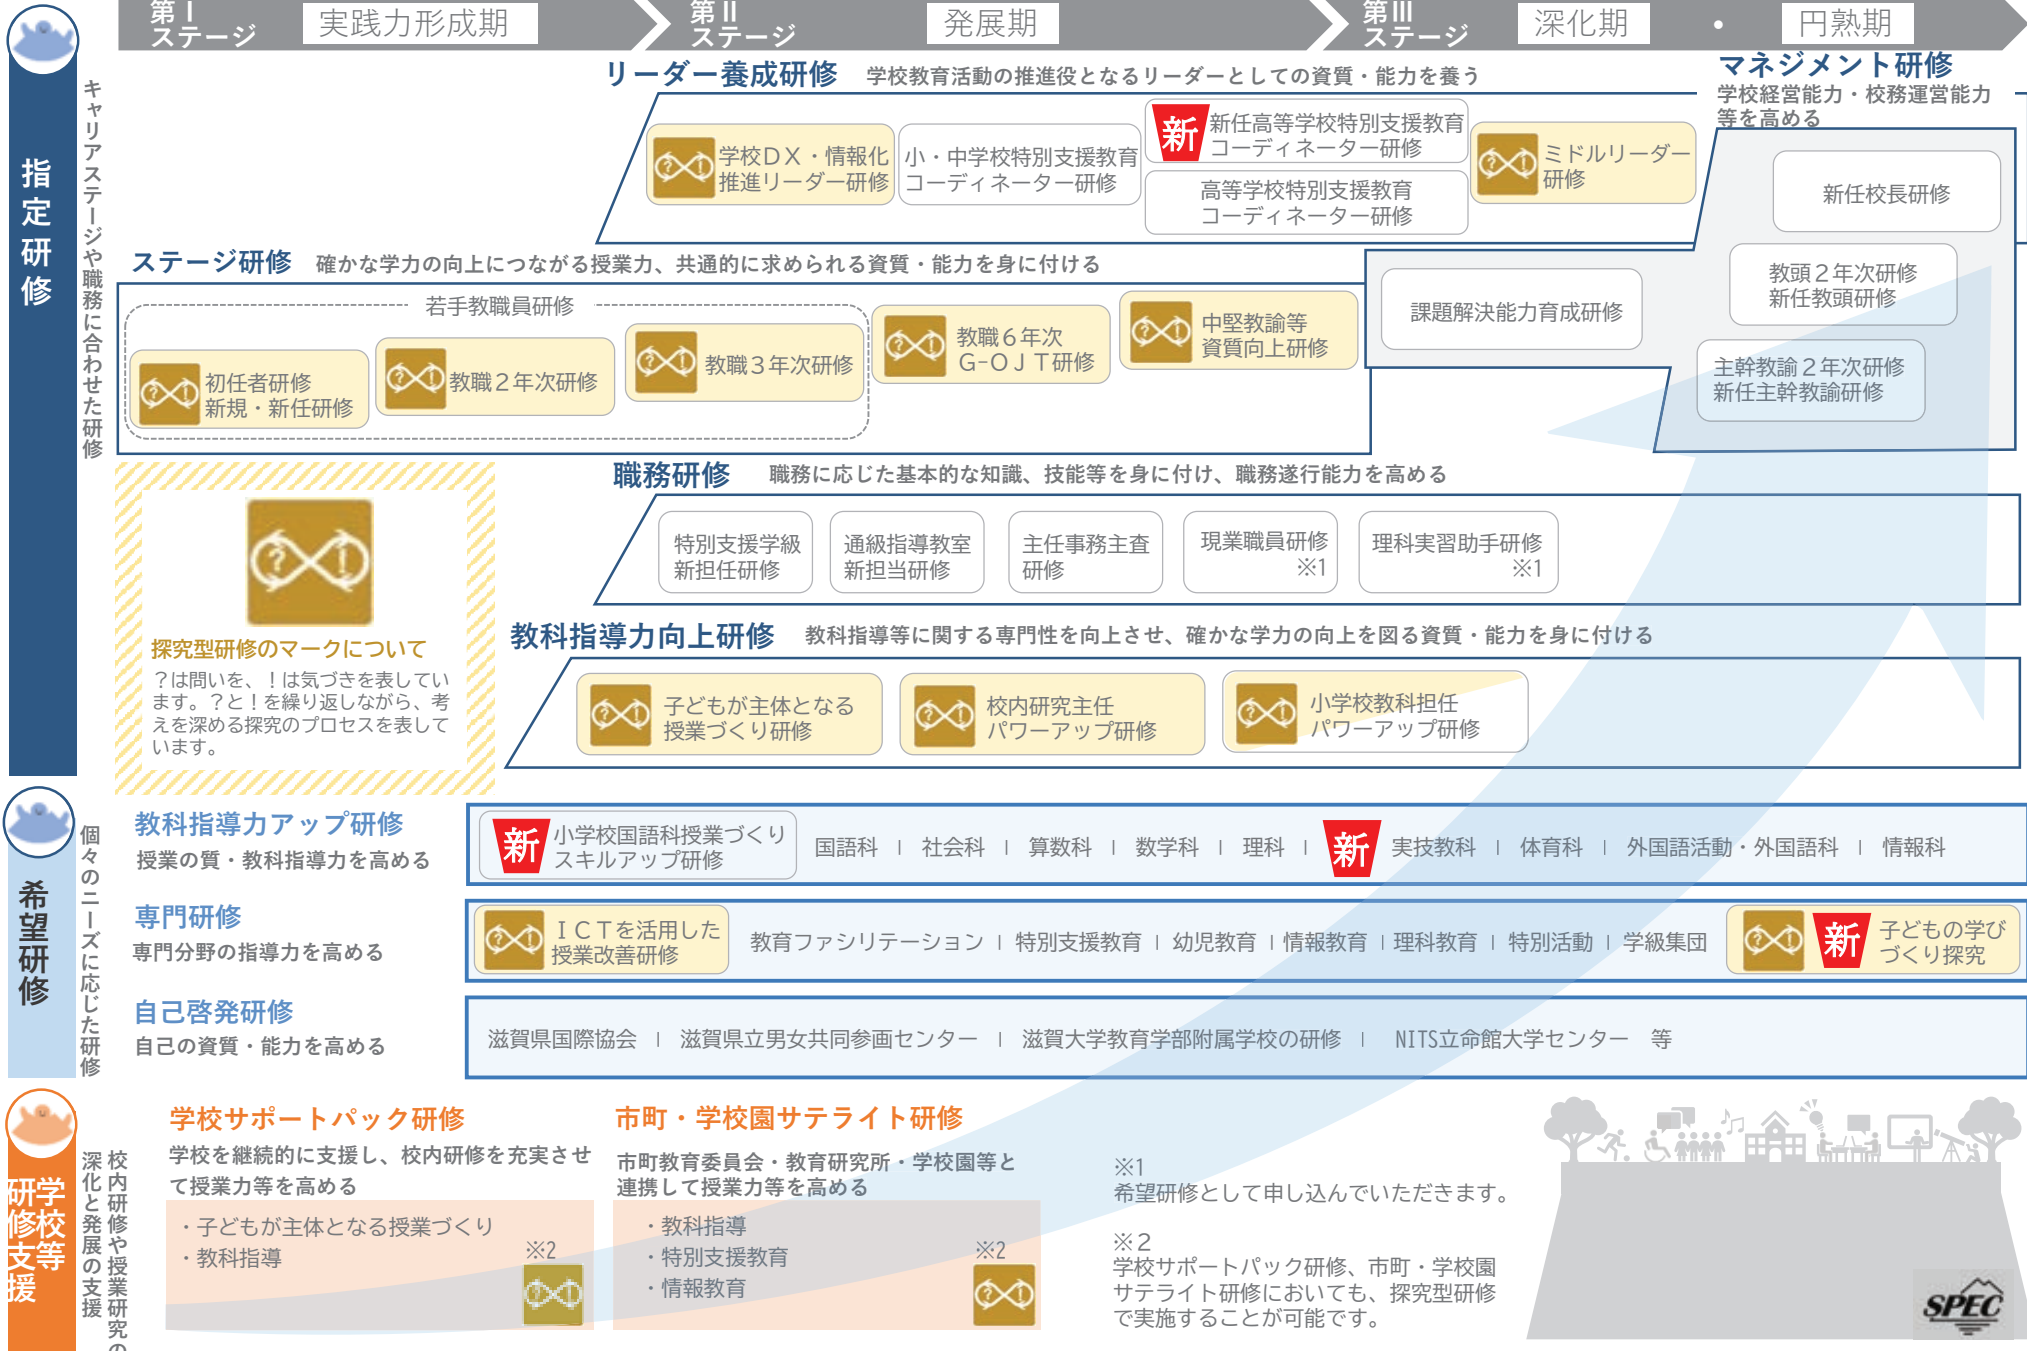 第Ⅰ
ステージ
実践力形成期
第Ⅱ
ステージ
発展期
第Ⅲ
ステージ
深化期
・
円熟期
指定研修
キャリアステージや職務に合わせた研修
リーダー養成研修
学校教育活動の推進役となるリーダーとしての資質・能力を養う
学校ＤＸ・情報化
推進リーダー研修
小・中学校特別支援教育
コーディネーター研修
新
新任高等学校特別支援教育
コーディネーター研修
高等学校特別支援教育
コーディネーター研修
ミドルリーダー
研修
マネジメント研修
学校経営能力・校務運営能力
等を高める
新任校長研修
教頭２年次研修
新任教頭研修
主幹教諭２年次研修
新任主幹教諭研修
課題解決能力育成研修
ステージ研修
確かな学力の向上につながる授業力、共通的に求められる資質・能力を身に付ける
若手教職員研修
初任者研修
新規・新任研修
教職２年次研修
教職３年次研修
教職６年次
G-ＯＪＴ研修
中堅教諭等
資質向上研修
探究型研修のマークについて
？は問いを、！は気づきを表してい
ます。？と！を繰り返しながら、考
えを深める探究のプロセスを表して
います。
職務研修
職務に応じた基本的な知識、技能等を身に付け、職務遂行能力を高める
特別支援学級
新担任研修
通級指導教室
新担当研修
主任事務主査
研修
現業職員研修
※1
理科実習助手研修
※1
教科指導力向上研修
教科指導等に関する専門性を向上させ、確かな学力の向上を図る資質・能力を身に付ける
子どもが主体となる
授業づくり研修
校内研究主任
パワーアップ研修
小学校教科担任
パワーアップ研修
希望研修
個々のニーズに応じた研修
教科指導力アップ研修
授業の質・教科指導力を高める
新
小学校国語科授業づくり
スキルアップ研修
国語科 | 社会科 | 算数科 | 数学科 | 理科 | 新 実技教科 | 体育科 | 外国語活動・外国語科 | 情報科
専門研修
専門分野の指導力を高める
ＩＣＴを活用した
授業改善研修
教育ファシリテーション | 特別支援教育 | 幼児教育 | 情報教育 | 理科教育 | 特別活動 | 学級集団
新
子どもの学び
づくり探究
自己啓発研修
自己の資質・能力を高める
滋賀県国際協会 | 滋賀県立男女共同参画センター | 滋賀大学教育学部附属学校の研修 | NITS立命館大学センター 等
学校等
研修支援
校内研修や授業研究の
深化と発展の支援
学校サポートパック研修
学校を継続的に支援し、校内研修を充実させ
て授業力等を高める
・子どもが主体となる授業づくり
・教科指導
※2
市町・学校園サテライト研修
市町教育委員会・教育研究所・学校園等と
連携して授業力等を高める
・教科指導
・特別支援教育
・情報教育
※2
※1
希望研修として申し込んでいただきます。
※２
学校サポートパック研修、市町・学校園
サテライト研修においても、探究型研修
で実施することが可能です。
SPEC